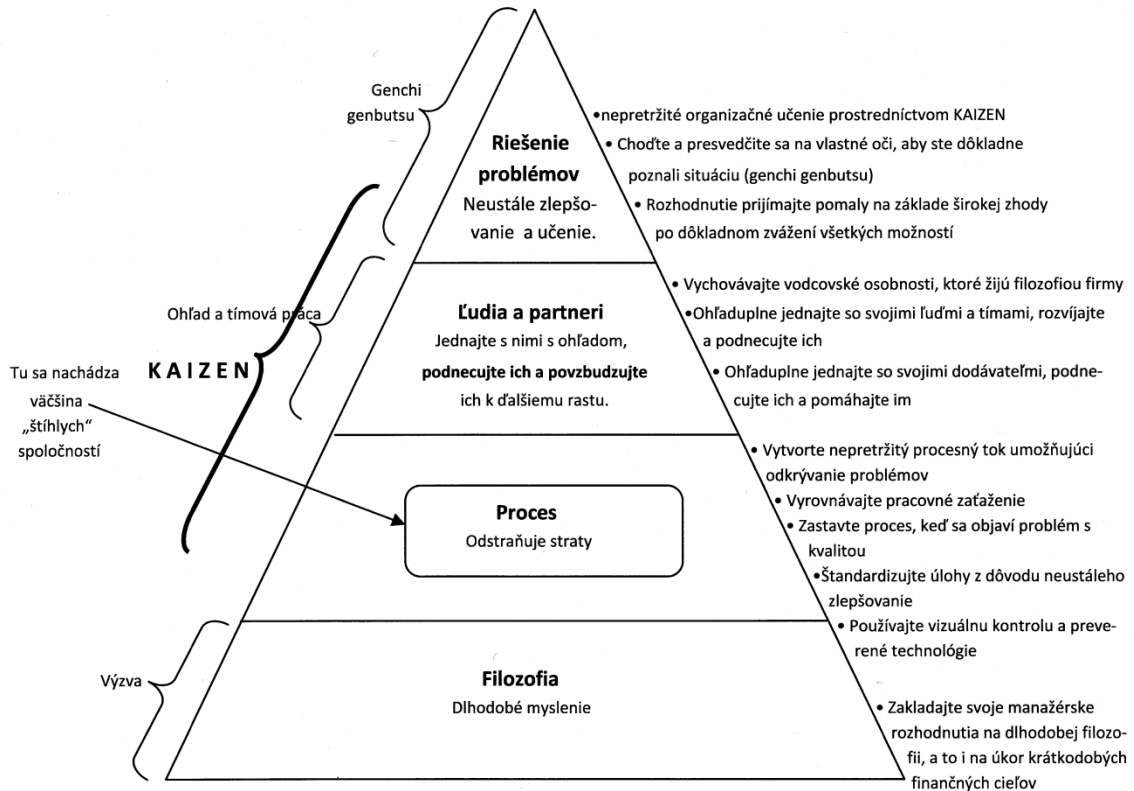 Genchi
genbutsu
Riešenie
problémov
Neustále zlepšo-
vanie a učenie.
•nepretržité organizačné učenie prostredníctvom KAIZEN
• Choďte a presvedčite sa na vlastné oči, aby ste dôkladne
poznali situáciu (genchi genbutsu)
• Rozhodnutie prijímajte pomaly na základe širokej zhody
po dôkladnom zvážení všetkých možností
Ohľad a tímová práca
Ľudia a partneri
Jednajte s nimi s ohľadom,
podnecujte ich a povzbudzujte
ich k ďalšiemu rastu.
• Vychovávajte vodcovské osobnosti, ktoré žijú filozofiou firmy
•Ohľaduplne jednajte so svojimi ľuďmi a tímami, rozvíjajte
a podnecujte ich
• Ohľaduplne jednajte so svojimi dodávateľmi, podne-
cujte ich a pomáhajte im
KAIZEN
Tu sa nachádza
väčšina
„štíhlych“
spoločností
Proces
Odstraňuje straty
• Vytvorte nepretržitý procesný tok umožňujúci
odkrývanie problémov
• Vyrovnávajte pracovné zaťaženie
• Zastavte proces, keď sa objaví problém s
kvalitou
•Štandardizujte úlohy z dôvodu neustáleho
zlepšovanie
• Používajte vizuálnu kontrolu a preve-
rené technológie
Výzva
Filozofia
Dlhodobé myslenie
• Zakladajte svoje manažérske
rozhodnutia na dlhodobej filozo-
fii, a to i na úkor krátkodobých
finančných cieľov